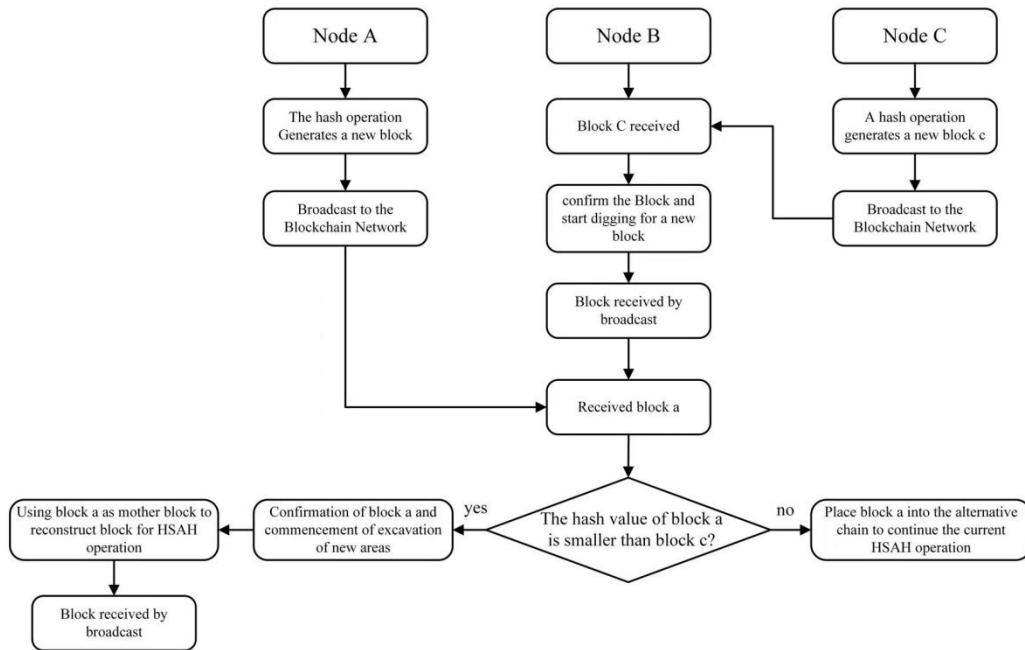 Node A
Node B
Node C
The hash operation
Generates a new block
Block C received
A hash operation
generates a new block c
Broadcast to the
Blockchain Network
confirm the Block and
start digging for a new
block
Broadcast to the
Blockchain Network
Block received by
broadcast
Received block a
Using block a as mother block to
reconstruct block for HSAH
operation
yes
Confirmation of block a and
commencement of excavation
of new areas
The hash value of block a
is smaller than block c?
no
Place block a into the alternative
chain to continue the current
HSAH operation
Block received by
broadcast